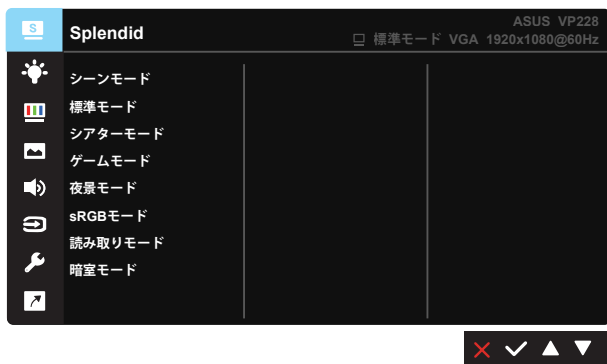 S
Splendid
ASUS VP228
標準モード VGA 1920x1080@60Hz
シーンモード
標準モード
シアターモード
ゲームモード
夜景モード
sRGBモード
読み取りモード
暗室モード